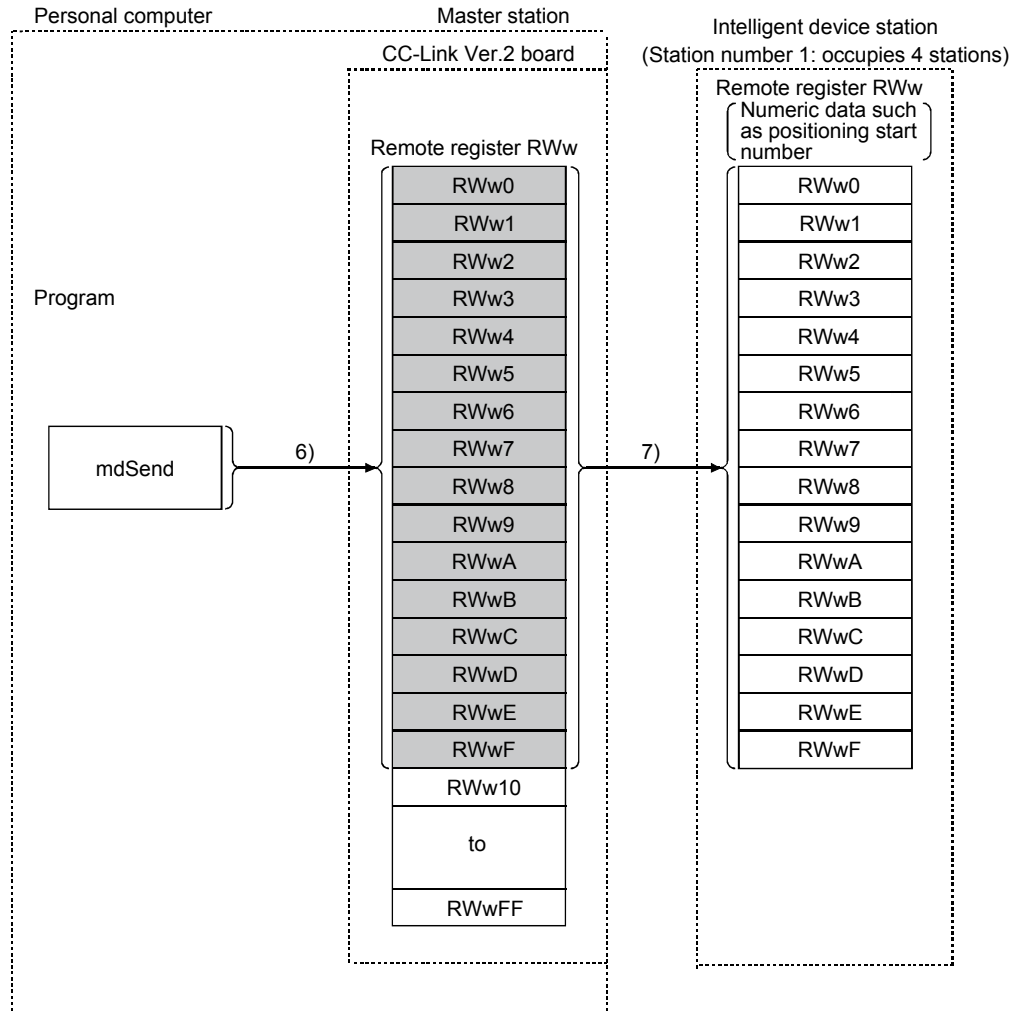 Personal computer
Master station
Intelligent device station
(Station number 1: occupies 4 stations)
CC-Link Ver.2 board
Remote register RWw
Numeric data such
as positioning start
number
Remote register RWw
RWw0
RWw1
RWw2
RWw3
RWw4
RWw5
RWw6
RWw7
RWw8
RWw9
RWwA
RWwB
RWwC
RWwD
RWwE
RWwF
RWw10
to
RWwFF
Program
mdSend
6)
7)
RWw0
RWw1
RWw2
RWw3
RWw4
RWw5
RWw6
RWw7
RWw8
RWw9
RWwA
RWwB
RWwC
RWwD
RWwE
RWwF